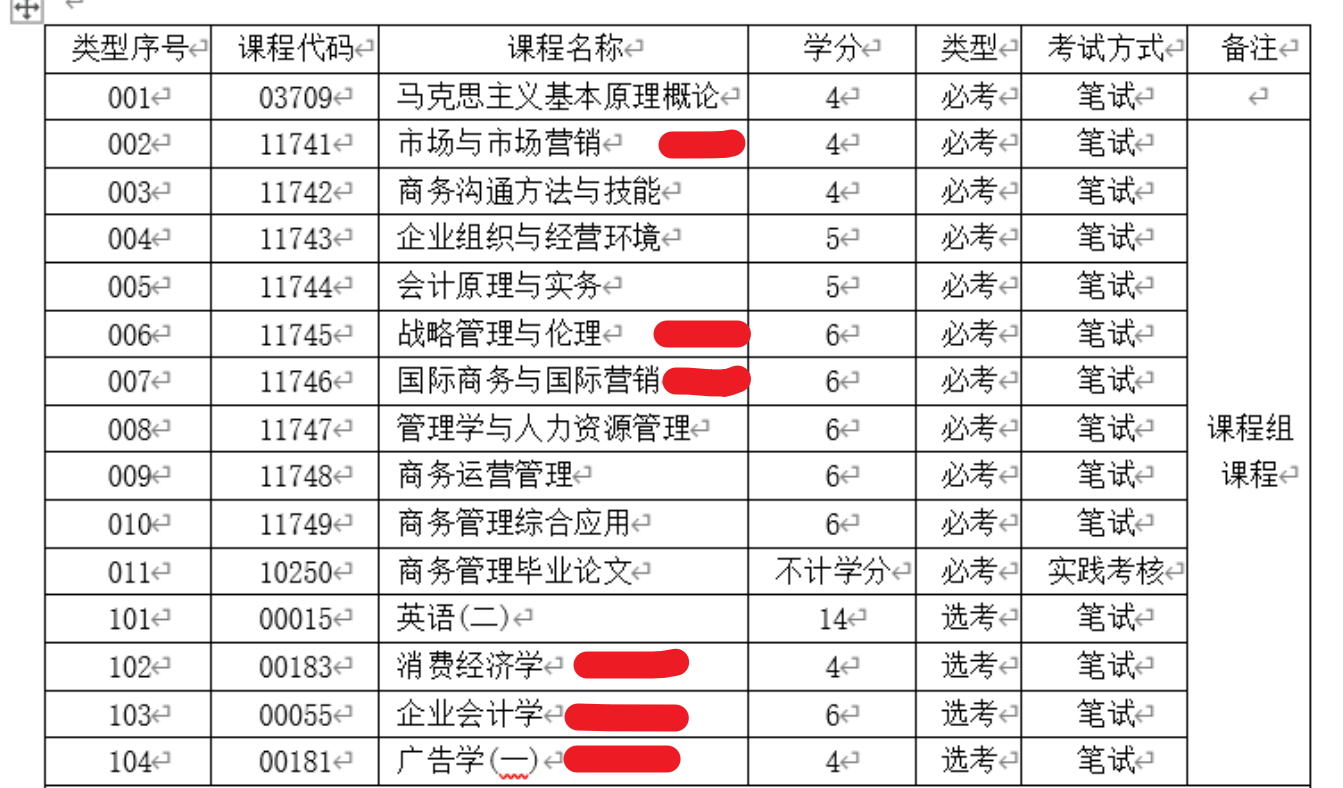 类型序号 课程代码 课程名称 学分 类型 考试方式 备注
001 03709 马克思主义基本原理概论 4 必考 笔试
002 11741 市场与市场营销 4 必考 笔试
003 11742 商务沟通方法与技能 4 必考 笔试
004 11743 企业组织与经营环境 5 必考 笔试
005 11744 会计原理与实务 5 必考 笔试
006 11745 战略管理与伦理 6 必考 笔试
007 11746 国际商务与国际营销 6 必考 笔试
008 11747 管理学与人力资源管理 6 必考 笔试 课程组
009 11748 商务运营管理 6 必考 笔试 课程
010 11749 商务管理综合应用 6 必考 笔试
011 10250 商务管理毕业论文 不计学分 必考 实践考核
101 00015 英语(二) 14 选考 笔试
102 00183 消费经济学 4 选考 笔试
103 00055 企业会计学 6 选考 笔试
104 00181 广告学(一) 4 选考 笔试